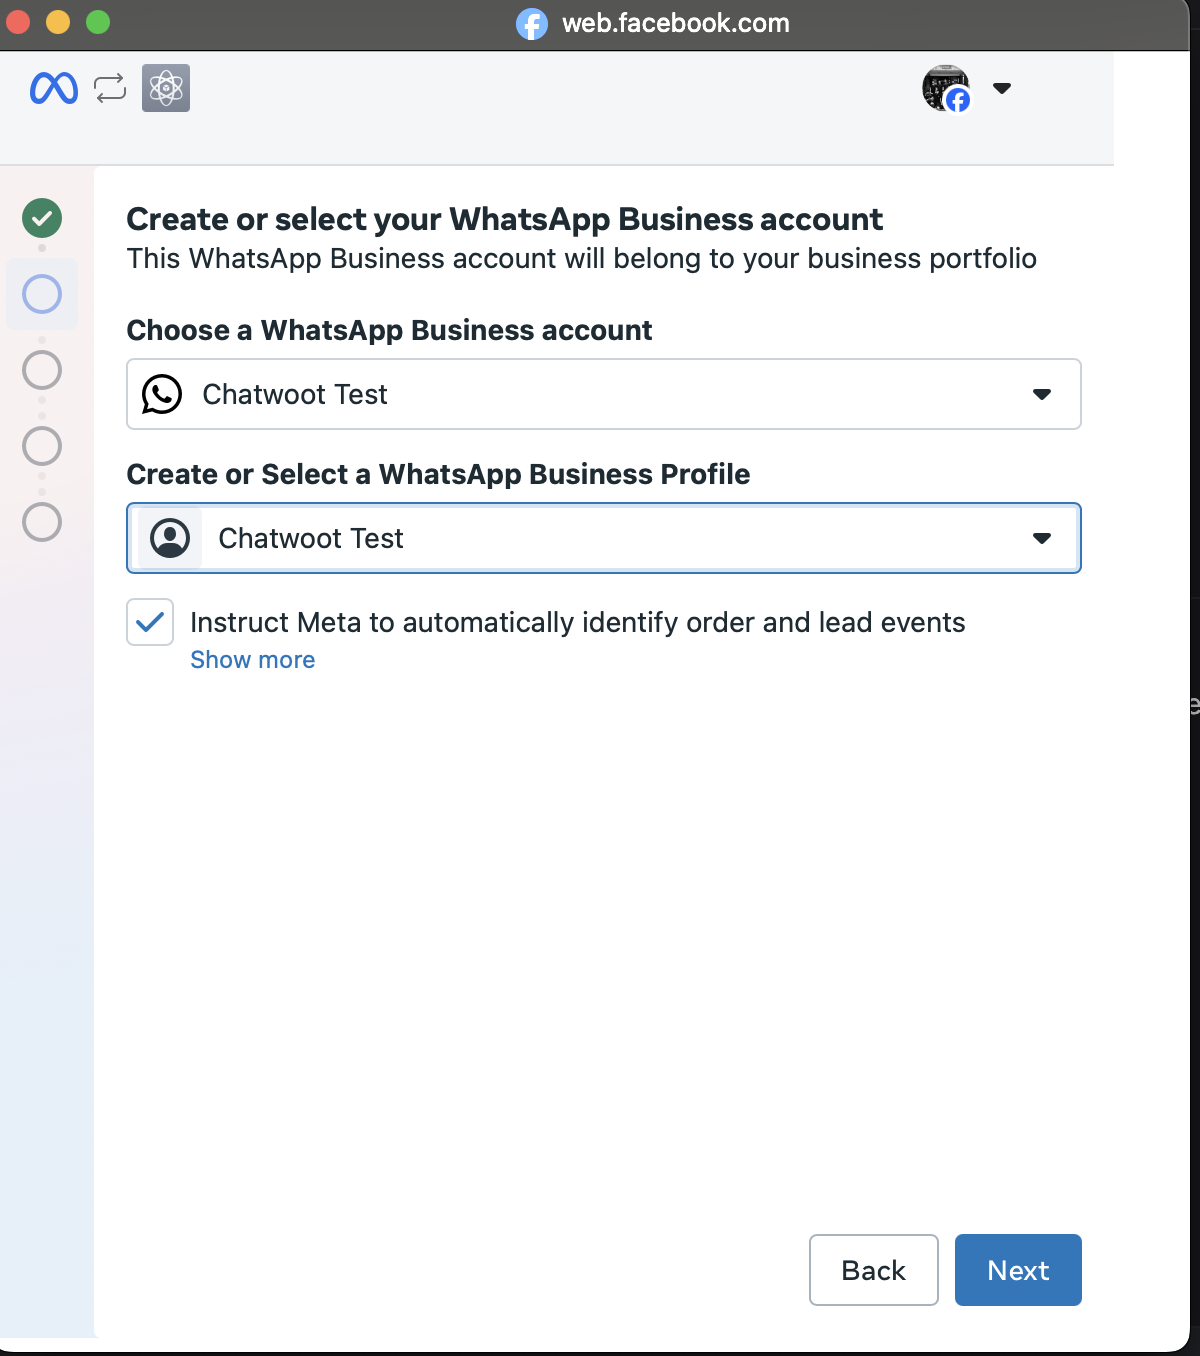 web.facebook.com
Create or select your WhatsApp Business account
This WhatsApp Business account will belong to your business portfolio
Choose a WhatsApp Business account
Chatwoot Test
Create or Select a WhatsApp Business Profile
Chatwoot Test
Instruct Meta to automatically identify order and lead events
Show more
Back
Next